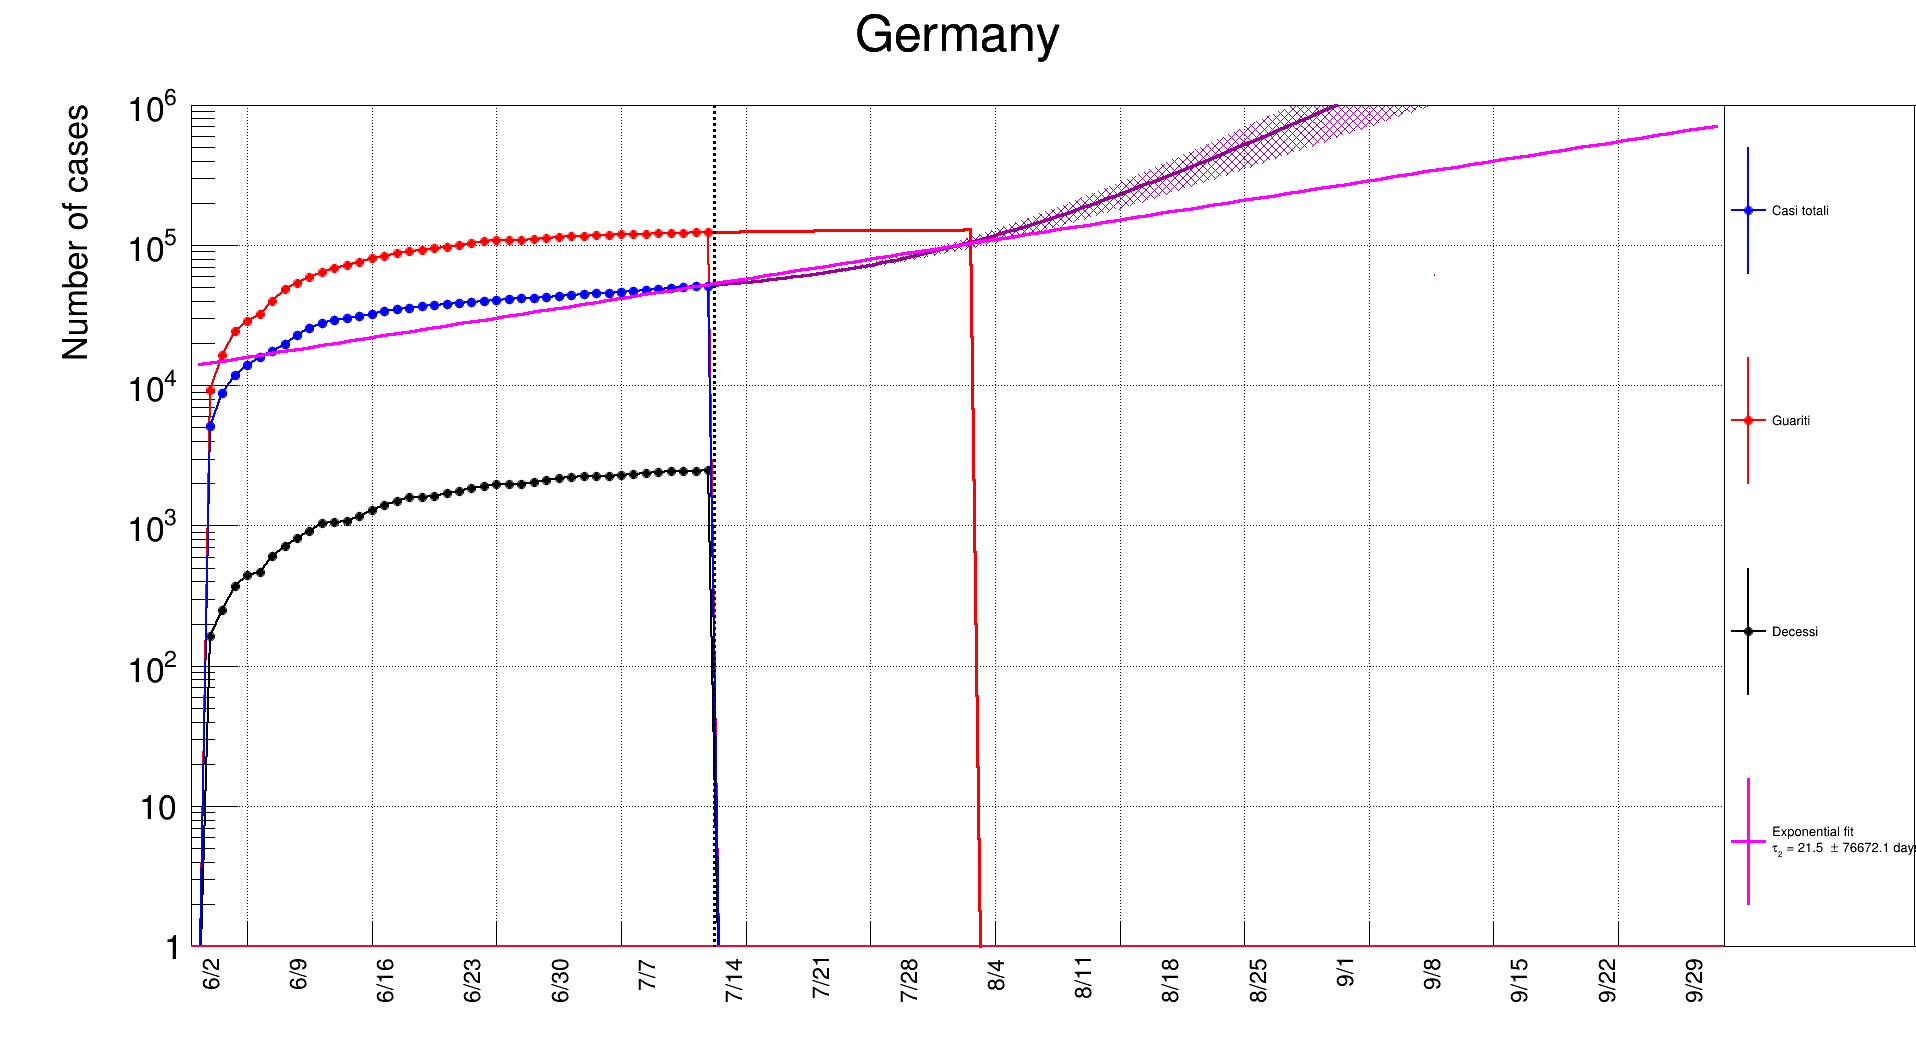 Germany
Number of cases
10^6
10^5
10^4
10^3
10^2
10
1
6/2 6/9 6/16 6/23 6/30 7/7 7/14 7/21 7/28 8/4 8/11 8/18 8/25 9/1 9/8 9/15 9/22 9/29
Casi totali
Guariti
Decessi
Exponential fit
τ₂ = 21.5 ± 76672.1 days